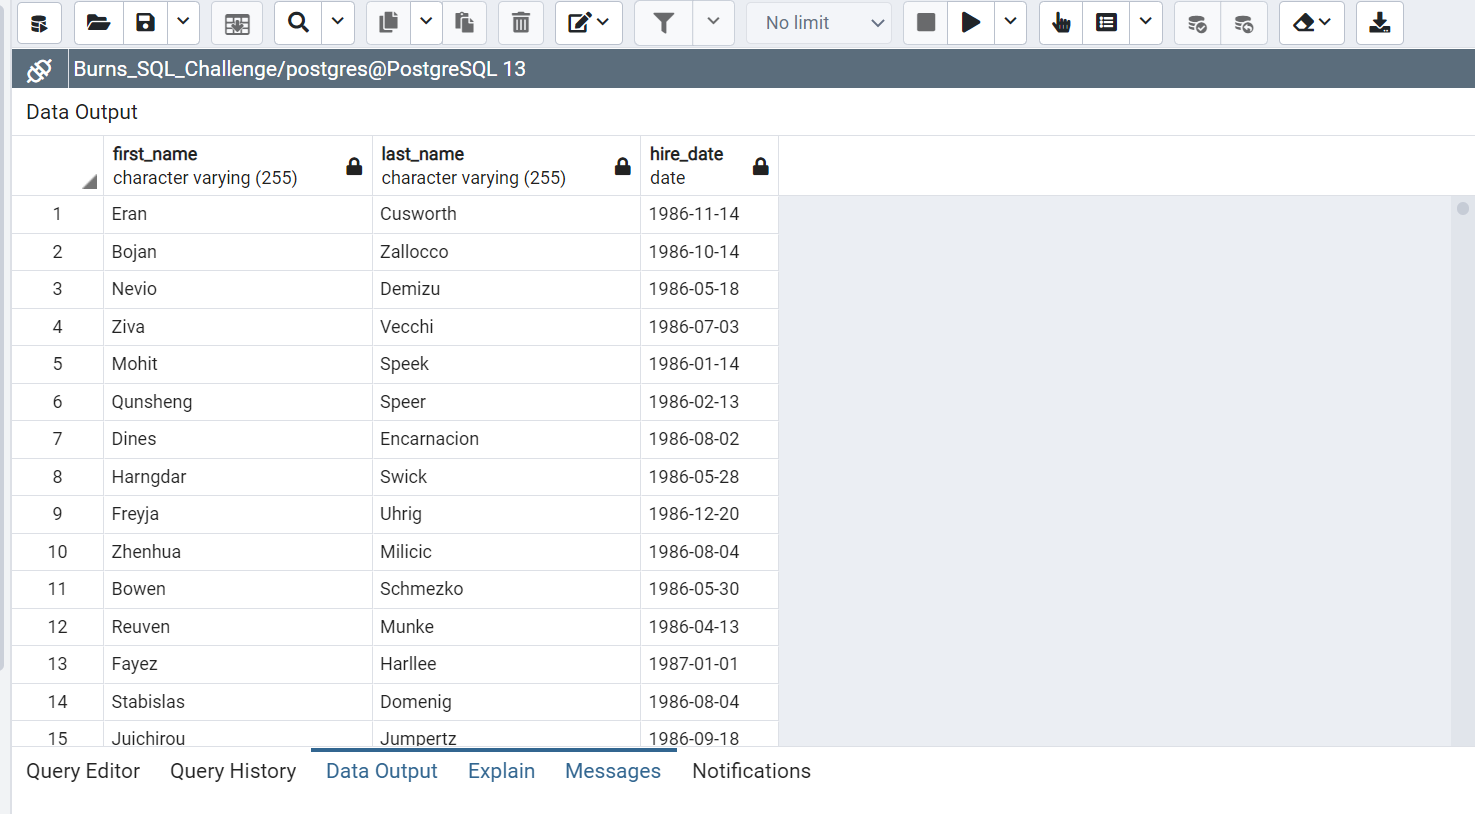 No limit
Burns_SQL_Challenge/postgres@PostgreSQL 13
Data Output
first_name last_name hire_date
character varying (255) character varying (255) date
1 Eran Cusworth 1986-11-14
2 Bojan Zallocco 1986-10-14
3 Nevio Demizu 1986-05-18
4 Ziva Vecchi 1986-07-03
5 Mohit Speek 1986-01-14
6 Qunsheng Speer 1986-02-13
7 Dines Encarnacion 1986-08-02
8 Harngdar Swick 1986-05-28
9 Freyja Uhrig 1986-12-20
10 Zhenhua Milicic 1986-08-04
11 Bowen Schmezko 1986-05-30
12 Reuven Munke 1986-04-13
13 Fayez Harllee 1987-01-01
14 Stabislas Domenig 1986-08-04
15 Juichirou Jumpertz 1986-09-18
Query Editor Query History Data Output Explain Messages Notifications